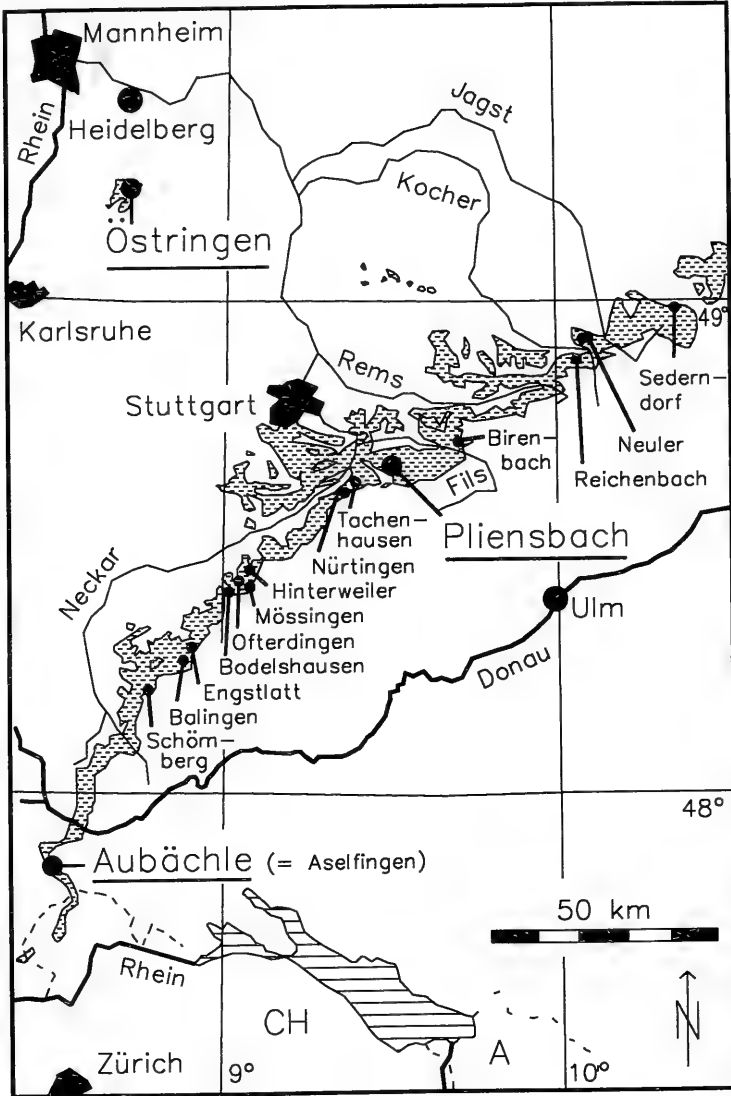 Mannheim
Rhein
Heidelberg
Jagst
Kocher
Östringen
Karlsruhe
49°
Rems
Stuttgart
Sedern-
dorf
Neuler
Biren-
bach
Reichenbach
Fils
Tachen-
hausen
Pliensbach
Nürtingen
Neckar
Hinterweiler
Mössingen
Ulm
Ofterdingen
Bodelshausen
Donau
Engstlatt
Balingen
Schöm-
berg
48°
Aubächle (= Aselfingen)
50 km
Rhein
CH
A
N
Zürich
9°
10°